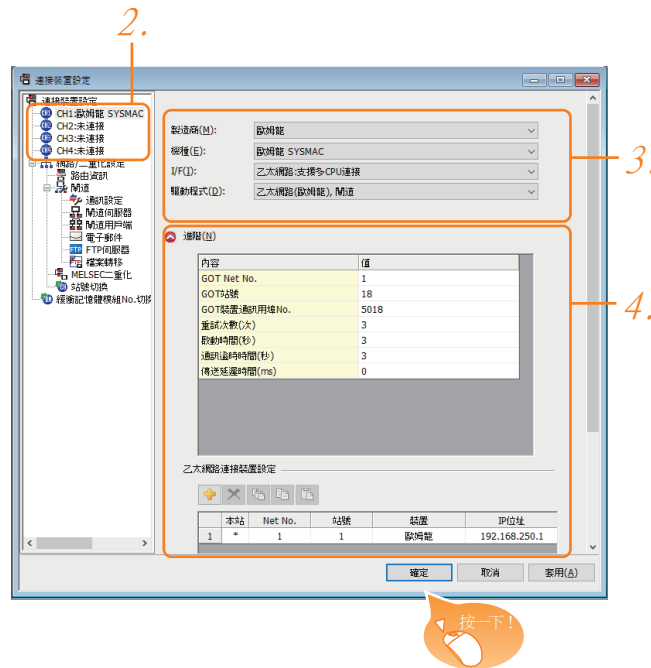 2.
連接裝置設定
連接裝置設定
CH1:歐姆龍 SYSMAC
CH2:未連接
CH3:未連接
CH4:未連接
網路/二重化設定
路由資訊
閘道
通訊設定
閘道伺服器
閘道用戶端
電子郵件
FTP伺服器
檔案轉移
MELSEC二重化
站號切換
緩衝記憶體模組No.切換
製造商(M): 歐姆龍
機種(E): 歐姆龍 SYSMAC
I/F(I): 乙太網路:支援多CPU連接
驅動程式(D): 乙太網路(歐姆龍), 閘道
3.
進階(N)
內容 值
GOT Net No. 1
GOT站號 18
GOT裝置通訊用埠No. 5018
重試次數(次) 3
啟動時間(秒) 3
通訊逾時時間(秒) 3
傳送延遲時間(ms) 0
4.
乙太網路連接裝置設定
本站 Net No. 站號 裝置 IP位址
1 * 1 1 歐姆龍 192.168.250.1
確定 取消 套用(A)
按一下!